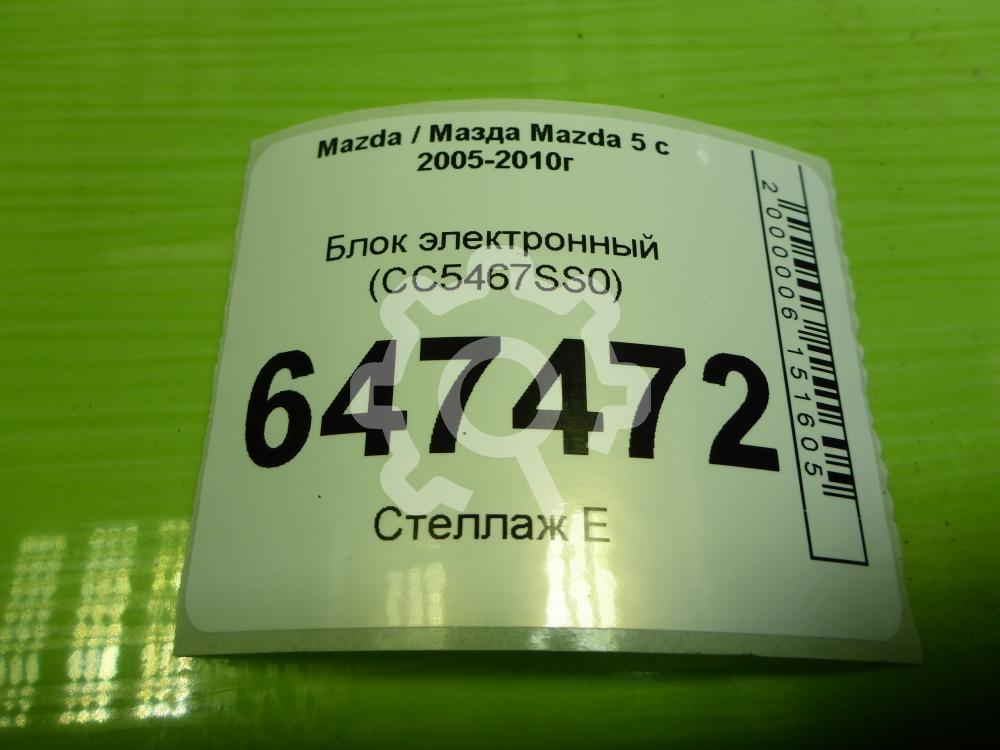 Mazda / Мазда Mazda 5 с
2005-2010г
Блок электронный
(CC5467SS0)
647472
Стеллаж Е
2000006151605